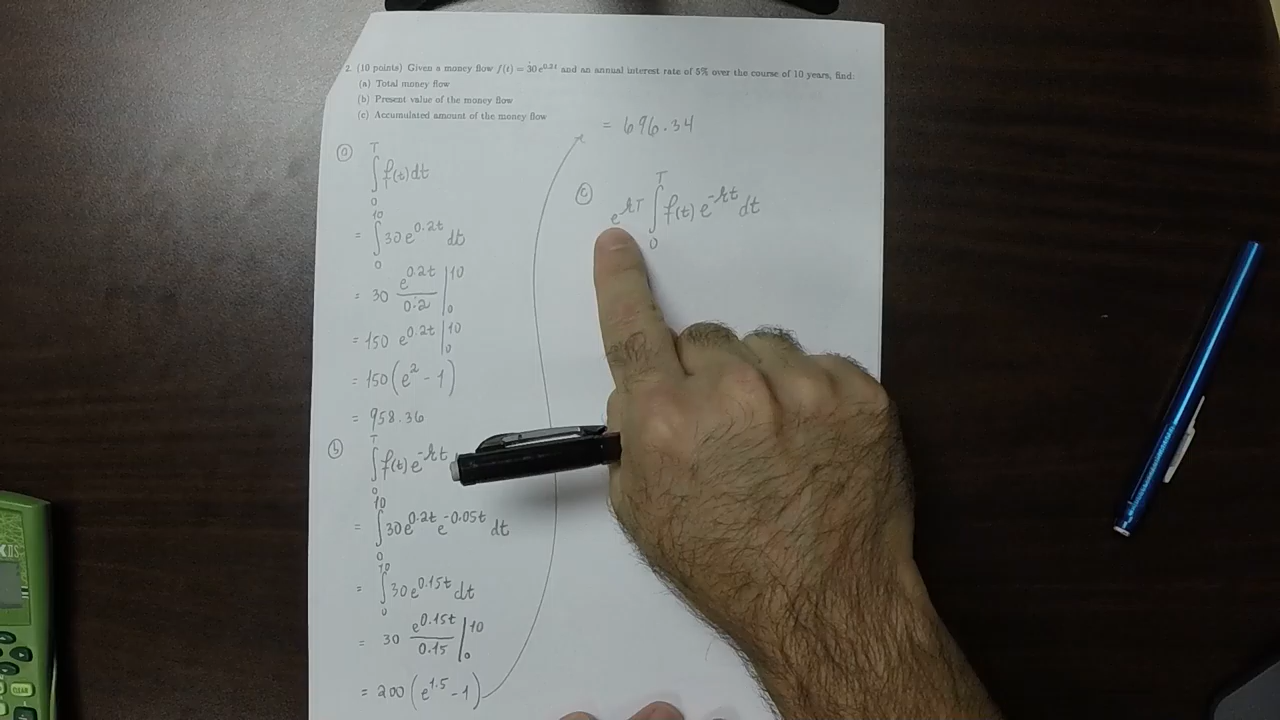 2. (10 points) Given a money flow f(t) = 30e^{0.2t} and an annual interest rate of 5% over the course of 10 years, find:
(a) Total money flow
(b) Present value of the money flow
(c) Accumulated amount of the money flow
(a) ∫_0^T f(t) dt
= ∫_0^{10} 30 e^{0.2t} dt
= 30 e^{0.2t}/0.2 |_0^{10}
= 150 e^{0.2t} |_0^{10}
= 150 (e^2 - 1)
= 958.36
(b) ∫_0^T f(t) e^{-rt}
= ∫_0^{10} 30 e^{0.2t} e^{-0.05t} dt
= ∫_0^{10} 30 e^{0.15t} dt
= 30 e^{0.15t}/0.15 |_0^{10}
= 200 (e^{1.5} - 1)
= 696.34
(c) e^{rT} ∫_0^T f(t) e^{-rt} dt
CLEAR